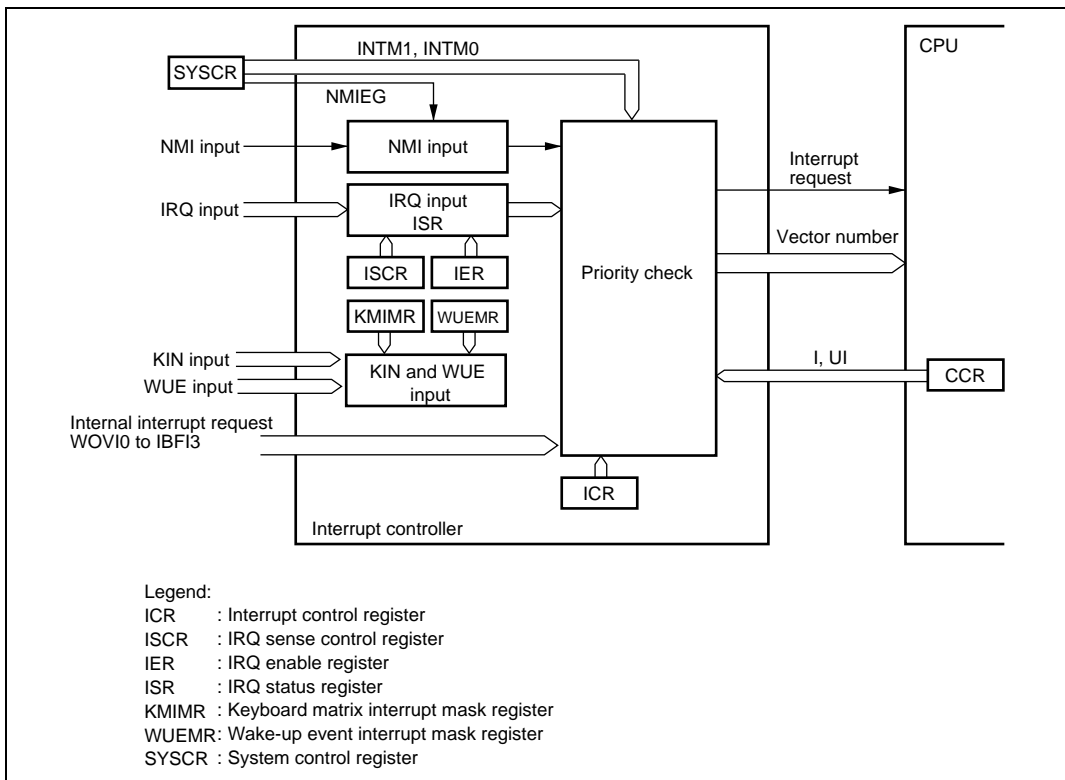 INTM1, INTM0
CPU
SYSCR
NMIEG
NMI input
NMI input
Interrupt
request
IRQ input
IRQ input
ISR
Vector number
ISCR
IER
Priority check
KMIMR
WUEMR
KIN input
WUE input
KIN and WUE
input
I, UI
CCR
Internal interrupt request
WOVI0 to IBFI3
ICR
Interrupt controller
Legend:
ICR : Interrupt control register
ISCR : IRQ sense control register
IER : IRQ enable register
ISR : IRQ status register
KMIMR : Keyboard matrix interrupt mask register
WUEMR: Wake-up event interrupt mask register
SYSCR : System control register